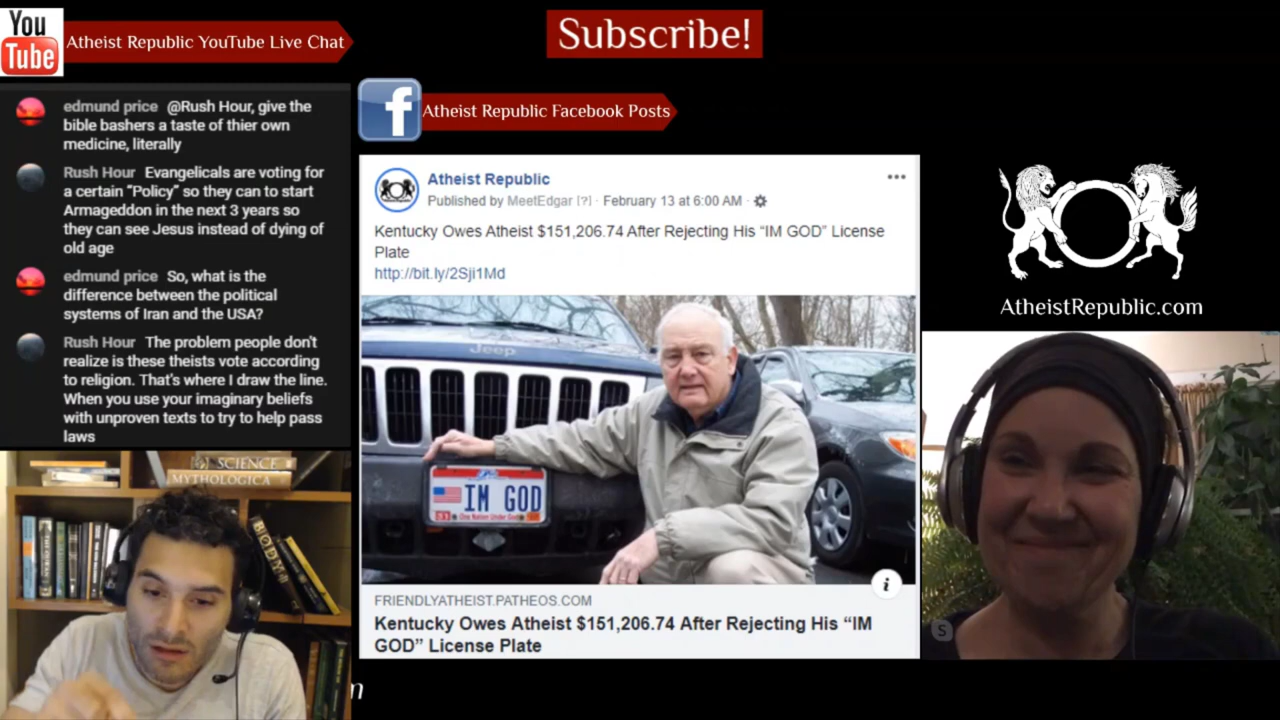 You
Tube
Atheist Republic YouTube Live Chat
Subscribe!
edmund price @Rush Hour, give the
bible bashers a taste of thier own
medicine, literally
Rush Hour Evangelicals are voting for
a certain "Policy" so they can to start
Armageddon in the next 3 years so
they can see Jesus instead of dying of
old age
edmund price So, what is the
difference between the political
systems of Iran and the USA?
Rush Hour The problem people don't
realize is these theists vote according
to religion. That's where I draw the line.
When you use your imaginary beliefs
with unproven texts to try to help pass
laws
f
Atheist Republic Facebook Posts
Atheist Republic
Published by MeetEdgar [?] · February 13 at 6:00 AM ·
Kentucky Owes Atheist $151,206.74 After Rejecting His “IM GOD” License
Plate
http://bit.ly/2Sji1Md
Jeep
IM GOD
One Nation Under God
i
FRIENDLYATHEIST.PATHEOS.COM
Kentucky Owes Atheist $151,206.74 After Rejecting His “IM
GOD” License Plate
AtheistRepublic.com
SCIENCE
MYTHOLOGICA
BODY
S
n